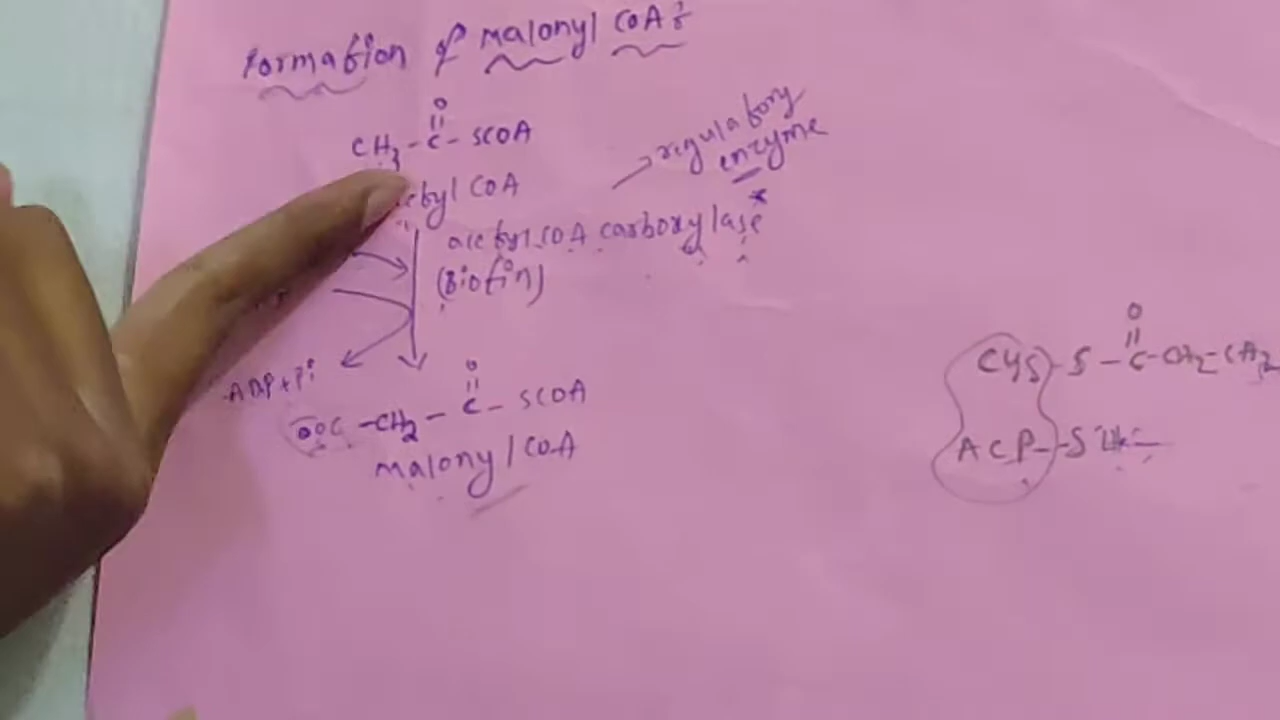 Formation of Malonyl CoA:
O
CH3 - C - SCOA
regulatory enzyme
CoA
acetyl COA carboxylase *
(Biotin)
ADP + Pi
O
OOC - CH2 - C - SCOA
malonyl CoA
O
CYS - S - C - CH2 -
ACP - S